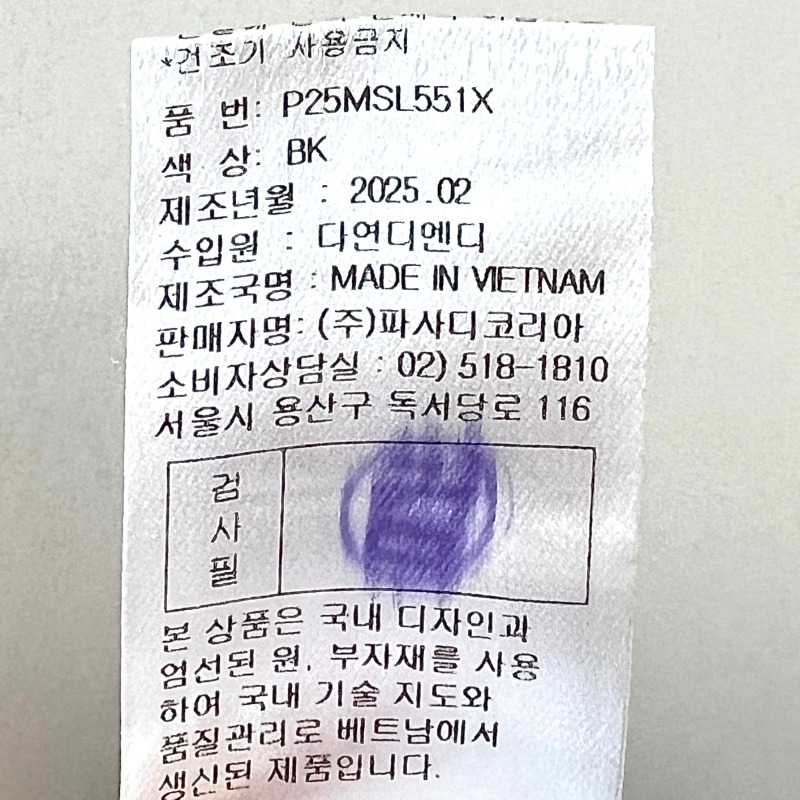 *건조기 사용금지
품 번: P25MSL551X
색 상: BK
제조년월 : 2025.02
수입원 : 다연디엔디
제조국명 : MADE IN VIETNAM
판매자명: (주)파사디코리아
소비자상담실 : 02) 518-1810
서울시 용산구 독서당로 116
검
사
필
본 상품은 국내 디자인과
엄선된 원, 부자재를 사용
하여 국내 기술 지도와
품질관리로 베트남에서
생신된 제품입니다.